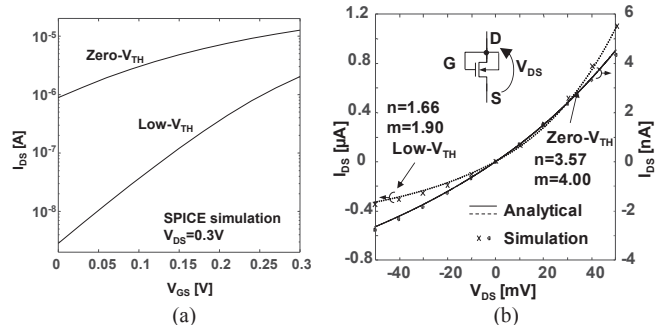 (a)
10⁻⁵
10⁻⁶
10⁻⁷
10⁻⁸
I_DS [A]
Zero-V_TH
Low-V_TH
SPICE simulation
V_DS=0.3V
0 0.05 0.1 0.15 0.2 0.25 0.3
V_GS [V]
(a)
(b)
1.2
0.8
0.4
0
-0.4
-0.8
I_DS [µA]
D
G
V_DS
S
n=1.66
m=1.90
Low-V_TH
Zero-V_TH
n=3.57
m=4.00
Analytical
Simulation
6
4
2
0
-2
-4
I_DS [nA]
-40 -20 0 20 40
V_DS [mV]
(b)